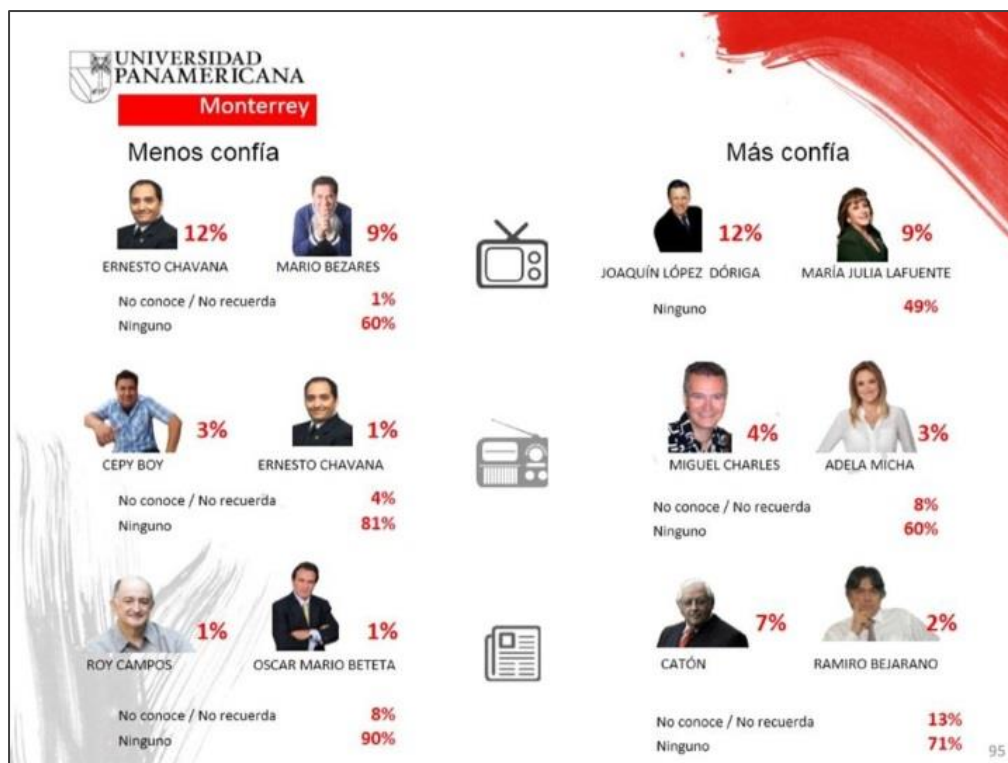 UNIVERSIDAD
PANAMERICANA
Monterrey
Menos confía
Más confía
12%
9%
12%
9%
ERNESTO CHAVANA
MARIO BEZARES
JOAQUÍN LÓPEZ DÓRIGA
MARÍA JULIA LAFUENTE
No conoce / No recuerda 1%
Ninguno 60%
Ninguno 49%
3%
1%
4%
3%
CEPY BOY
ERNESTO CHAVANA
MIGUEL CHARLES
ADELA MICHA
No conoce / No recuerda 4%
Ninguno 81%
No conoce / No recuerda 8%
Ninguno 60%
1%
1%
7%
2%
ROY CAMPOS
OSCAR MARIO BETETA
CATÓN
RAMIRO BEJARANO
No conoce / No recuerda 8%
Ninguno 90%
No conoce / No recuerda 13%
Ninguno 71%
95